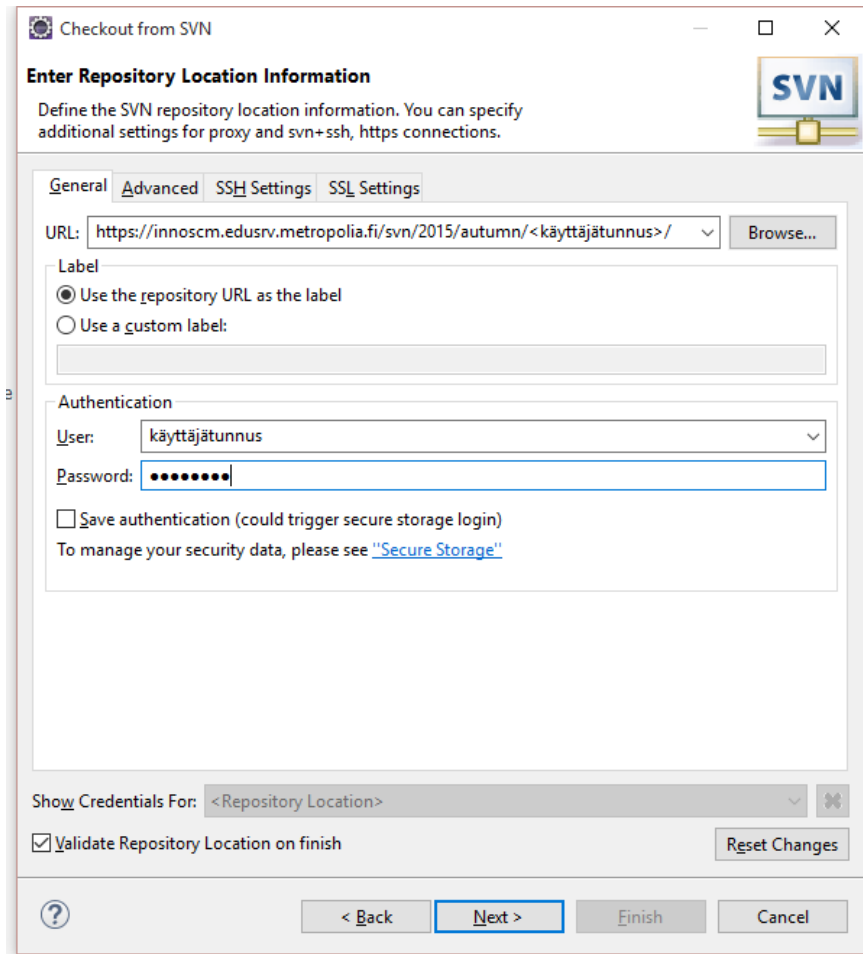 Checkout from SVN
Enter Repository Location Information
SVN
Define the SVN repository location information. You can specify
additional settings for proxy and svn+ssh, https connections.
General Advanced SSH Settings SSL Settings
URL: https://innoscm.edusrv.metropolia.fi/svn/2015/autumn/<käyttäjätunnus>/ Browse...
Label
Use the repository URL as the label
Use a custom label:
e
Authentication
User: käyttäjätunnus
Password: ●●●●●●●●
Save authentication (could trigger secure storage login)
To manage your security data, please see "Secure Storage"
Show Credentials For: <Repository Location>
Validate Repository Location on finish
Reset Changes
? < Back Next > Finish Cancel